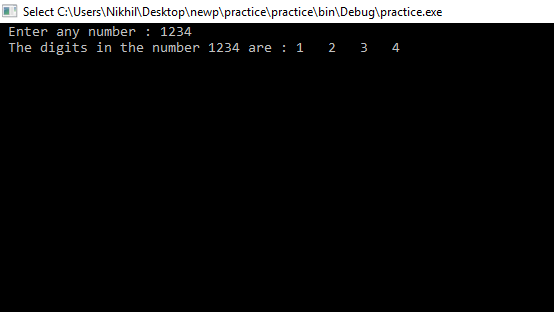 Select C:\Users\Nikhil\Desktop\newp\practice\practice\bin\Debug\practice.exe
Enter any number : 1234
The digits in the number 1234 are : 1   2   3   4